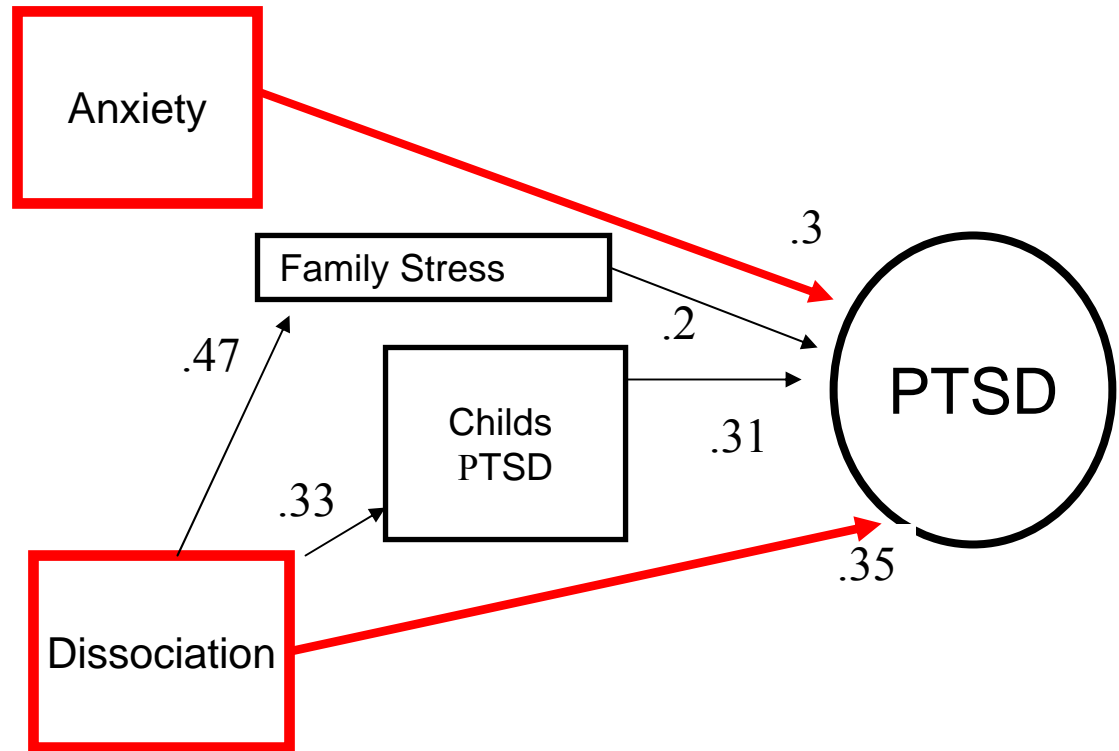 Anxiety
.3
Family Stress
.2
.47
Childs
PTSD
.31
PTSD
.33
.35
Dissociation